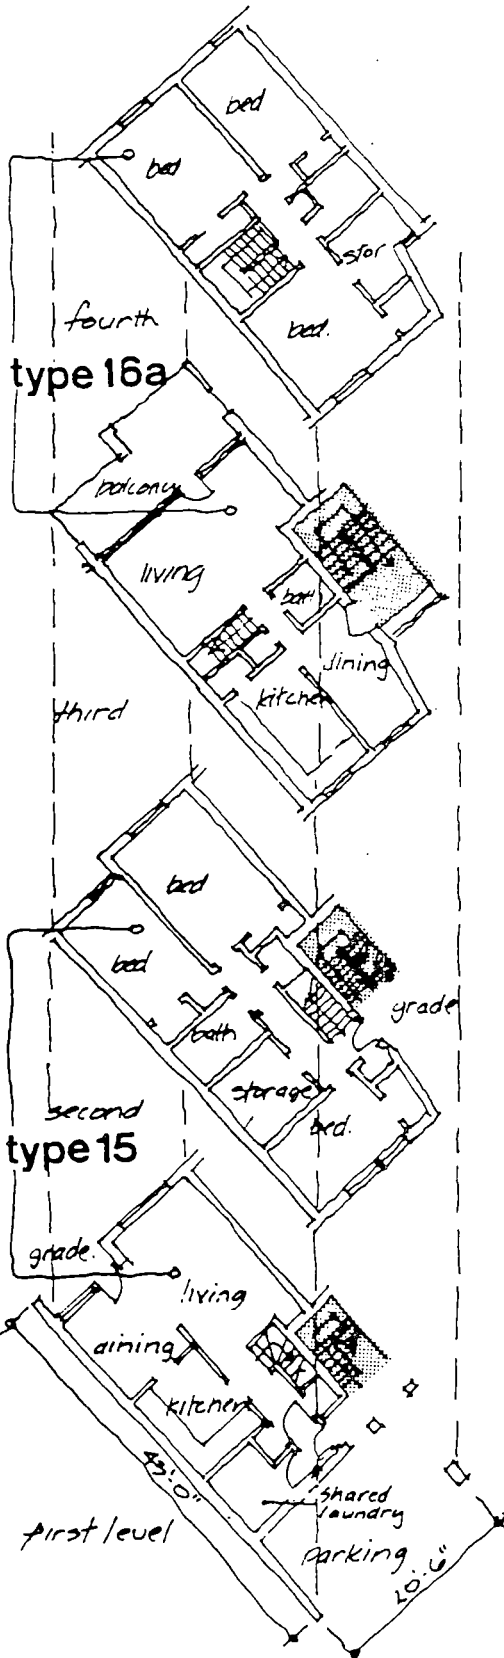 bed
bed
stor
bed.
fourth
type 16a
balcony
living
bath
dining
kitchen
third
bed
bed
grade
bath
storage
second
bed.
type 15
grade.
living
dining
kitchen
43'-0"
shared
laundry
first level
parking
20'-6"